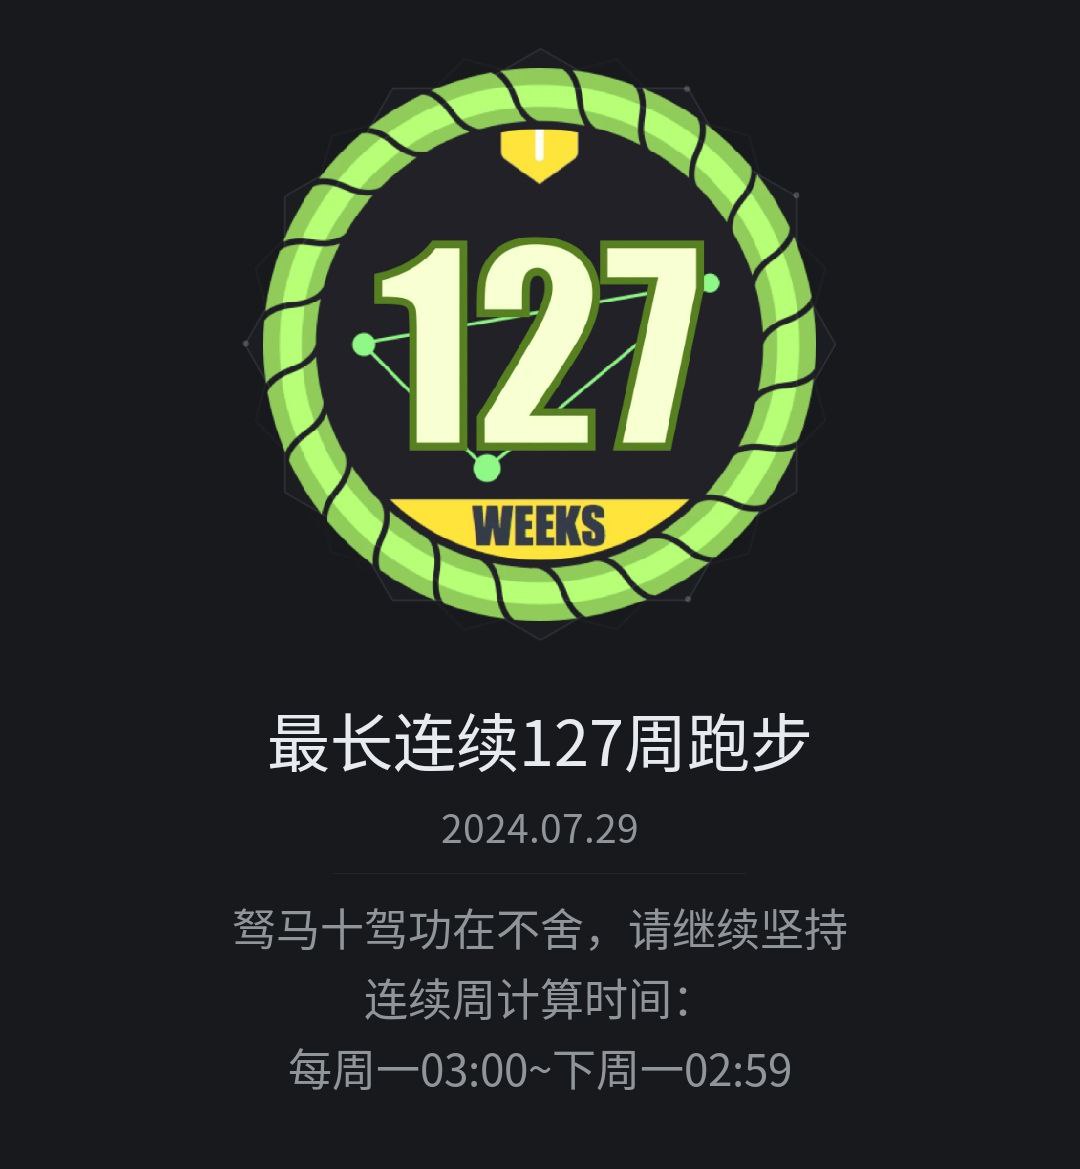 127
WEEKS
最长连续127周跑步
2024.07.29
驽马十驾功在不舍，请继续坚持
连续周计算时间：
每周一03:00~下周一02:59